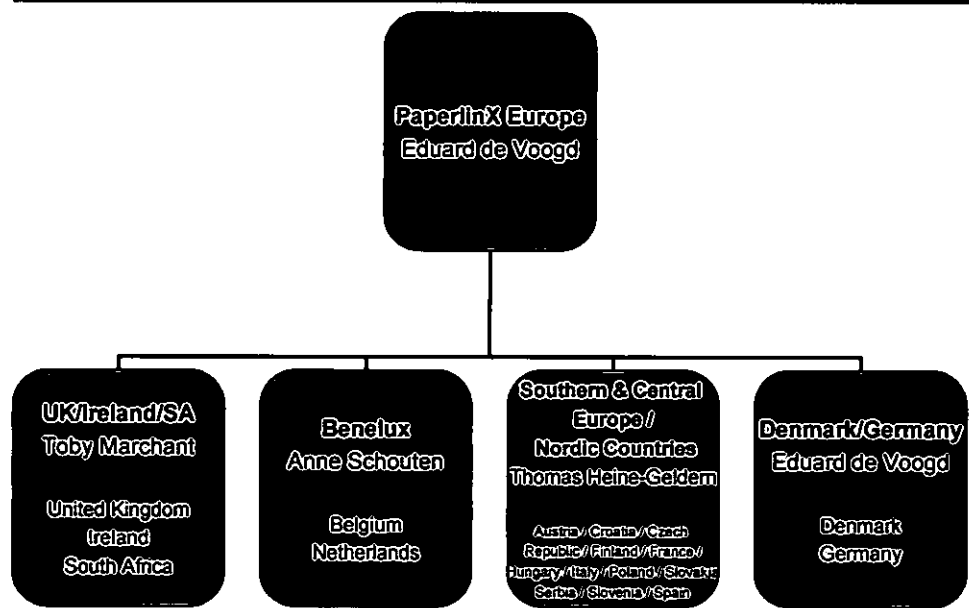 PaperlinX Europe
Eduard de Voogd
UK/Ireland/SA
Toby Marchant
United Kingdom
Ireland
South Africa
Benelux
Anne Schouten
Belgium
Netherlands
Southern & Central
Europe /
Nordic Countries
Thomas Heine-Geldern
Austria / Croatia / Czech
Republic / Finland / France /
Hungary / Italy / Poland / Slovakia
Serbia / Slovenia / Spain
Denmark/Germany
Eduard de Voogd
Denmark
Germany